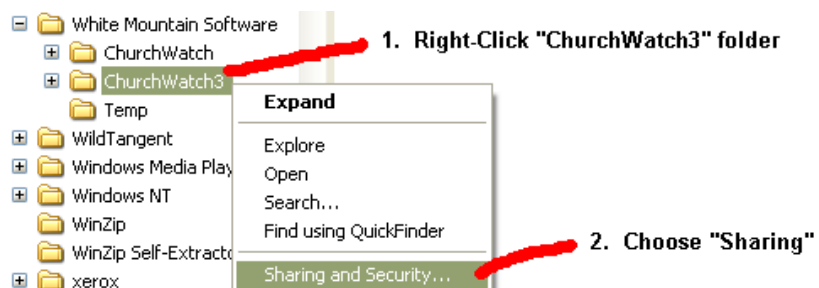 White Mountain Software
1. Right-Click "ChurchWatch3" folder
ChurchWatch
ChurchWatch3
Temp
WildTangent
Windows Media Play
Windows NT
WinZip
WinZip Self-Extracto
xerox
Expand
Explore
Open
Search...
Find using QuickFinder
Sharing and Security...
2. Choose "Sharing"